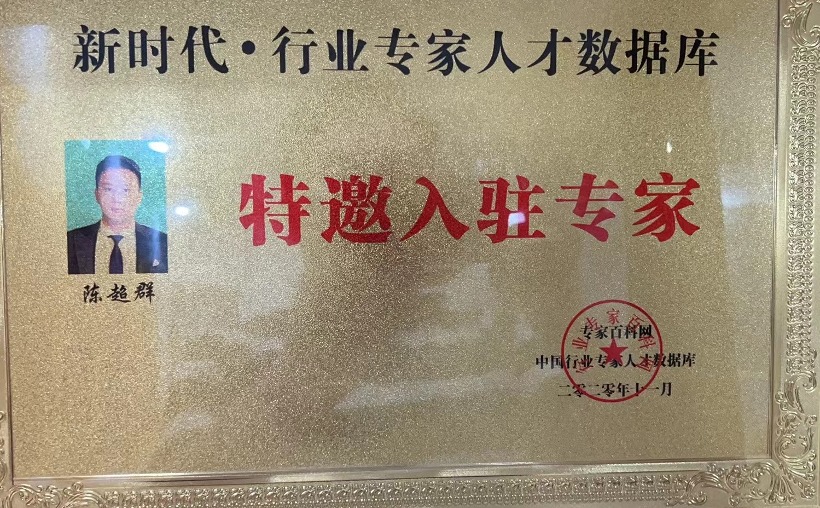 新时代·行业专家人才数据库
特邀入驻专家
陈超群
专家百科网
中国行业专家人才数据库
二零二零年十一月